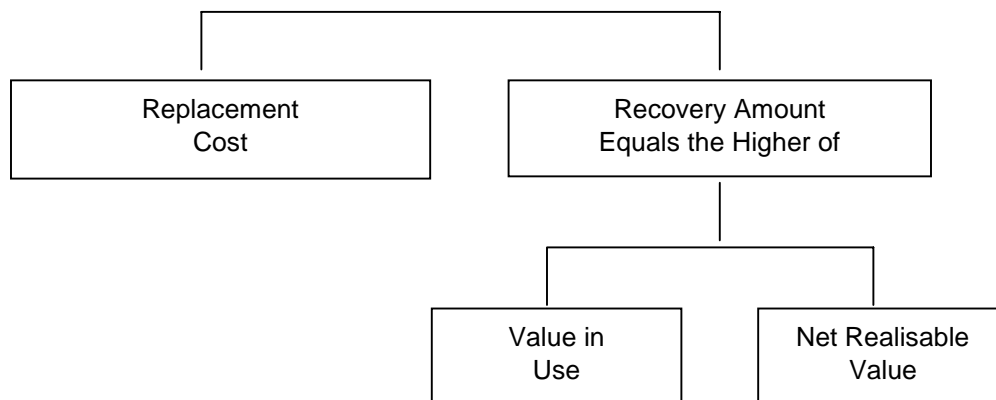 Replacement
Cost
Recovery Amount
Equals the Higher of
Value in
Use
Net Realisable
Value